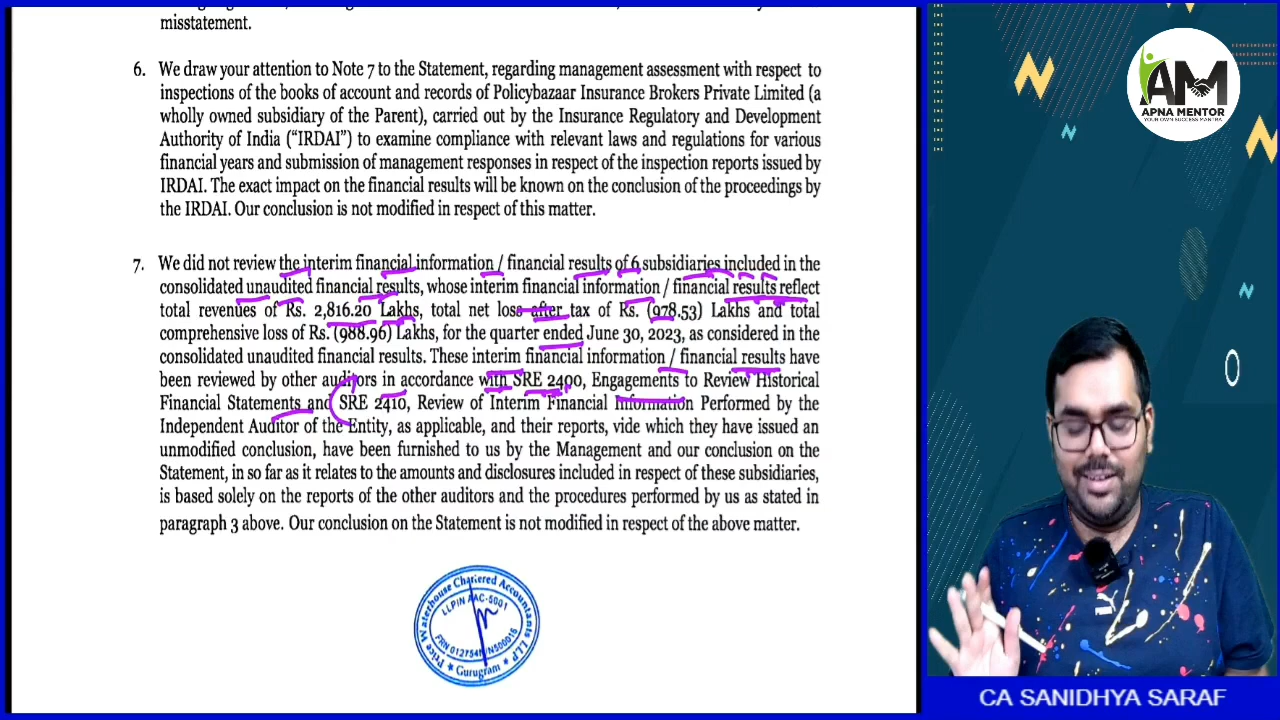 misstatement.
6. We draw your attention to Note 7 to the Statement, regarding management assessment with respect to
inspections of the books of account and records of Policybazaar Insurance Brokers Private Limited (a
wholly owned subsidiary of the Parent), carried out by the Insurance Regulatory and Development
Authority of India (“IRDAI”) to examine compliance with relevant laws and regulations for various
financial years and submission of management responses in respect of the inspection reports issued by
IRDAI. The exact impact on the financial results will be known on the conclusion of the proceedings by
the IRDAI. Our conclusion is not modified in respect of this matter.
7. We did not review the interim financial information / financial results of 6 subsidiaries included in the
consolidated unaudited financial results, whose interim financial information / financial results reflect
total revenues of Rs. 2,816.20 Lakhs, total net loss after tax of Rs. (978.53) Lakhs and total
comprehensive loss of Rs. (988.96) Lakhs, for the quarter ended June 30, 2023, as considered in the
consolidated unaudited financial results. These interim financial information / financial results have
been reviewed by other auditors in accordance with SRE 2400, Engagements to Review Historical
Financial Statements and SRE 2410, Review of Interim Financial Information Performed by the
Independent Auditor of the Entity, as applicable, and their reports, vide which they have issued an
unmodified conclusion, have been furnished to us by the Management and our conclusion on the
Statement, in so far as it relates to the amounts and disclosures included in respect of these subsidiaries,
is based solely on the reports of the other auditors and the procedures performed by us as stated in
paragraph 3 above. Our conclusion on the Statement is not modified in respect of the above matter.
Price Waterhouse Chartered Accountants LLP
LLPIN AAC-5001
Gurugram
AM
APNA MENTOR
YOUR OWN SUCCESS MANTRA
CA SANIDHYA SARAF